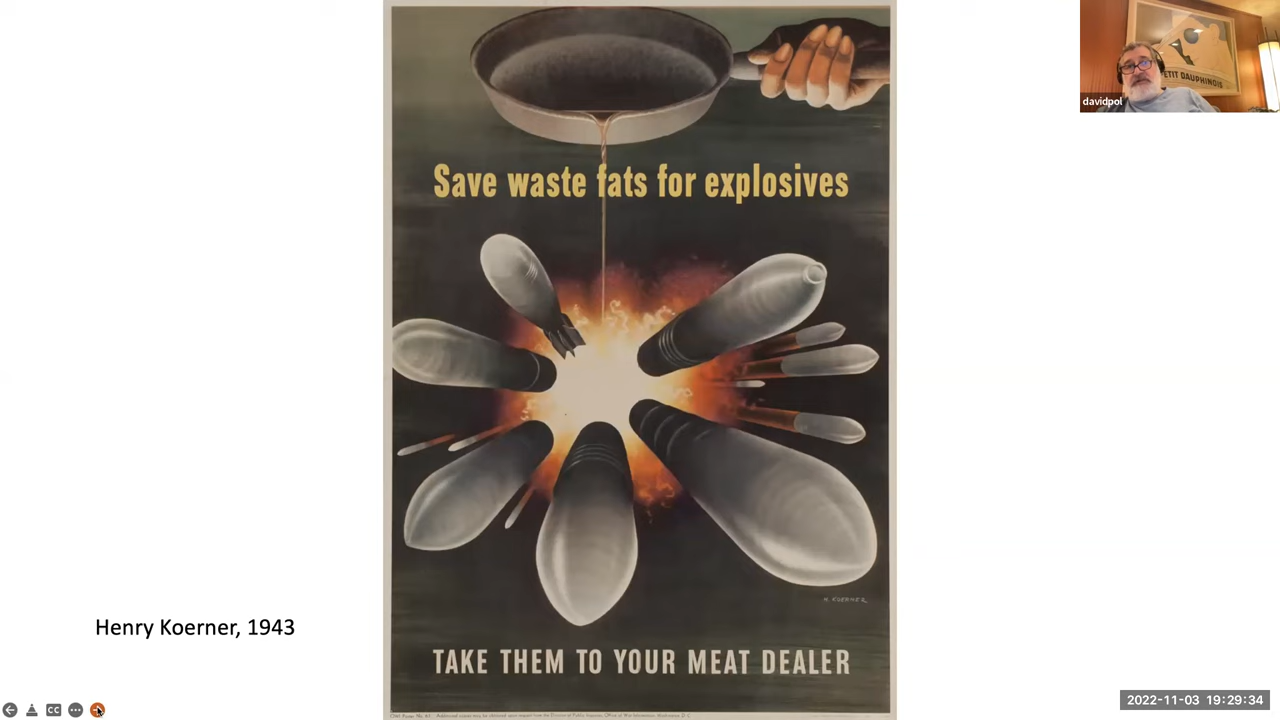 Save waste fats for explosives
H. KOERNER
TAKE THEM TO YOUR MEAT DEALER
Henry Koerner, 1943
PETIT DAUPHINOIS
davidpol
CC
2022-11-03 19:29:34